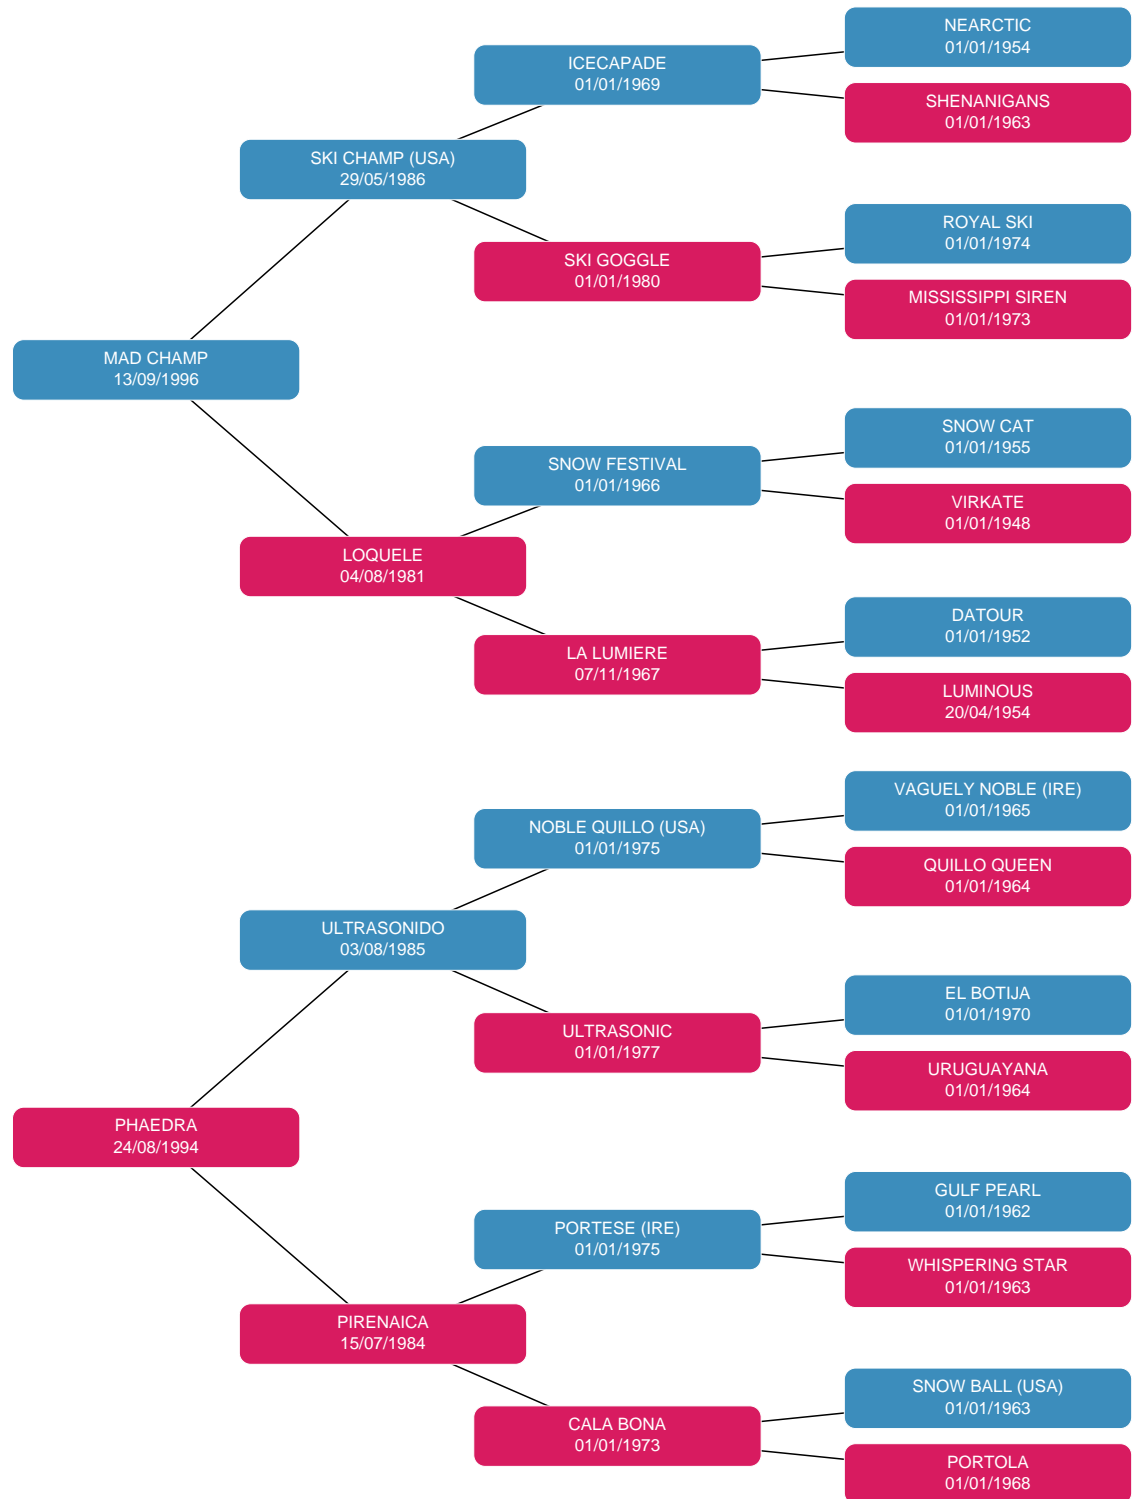 NEARCTIC
01/01/1954
ICECAPADE
01/01/1969
SHENANIGANS
01/01/1963
SKI CHAMP (USA)
29/05/1986
ROYAL SKI
01/01/1974
SKI GOGGLE
01/01/1980
MISSISSIPPI SIREN
01/01/1973
MAD CHAMP
13/09/1996
SNOW CAT
01/01/1955
SNOW FESTIVAL
01/01/1966
VIRKATE
01/01/1948
LOQUELE
04/08/1981
DATOUR
01/01/1952
LA LUMIERE
07/11/1967
LUMINOUS
20/04/1954
VAGUELY NOBLE (IRE)
01/01/1965
NOBLE QUILLO (USA)
01/01/1975
QUILLO QUEEN
01/01/1964
ULTRASONIDO
03/08/1985
EL BOTIJA
01/01/1970
ULTRASONIC
01/01/1977
URUGUAYANA
01/01/1964
PHAEDRA
24/08/1994
GULF PEARL
01/01/1962
PORTESE (IRE)
01/01/1975
WHISPERING STAR
01/01/1963
PIRENAICA
15/07/1984
SNOW BALL (USA)
01/01/1963
CALA BONA
01/01/1973
PORTOLA
01/01/1968